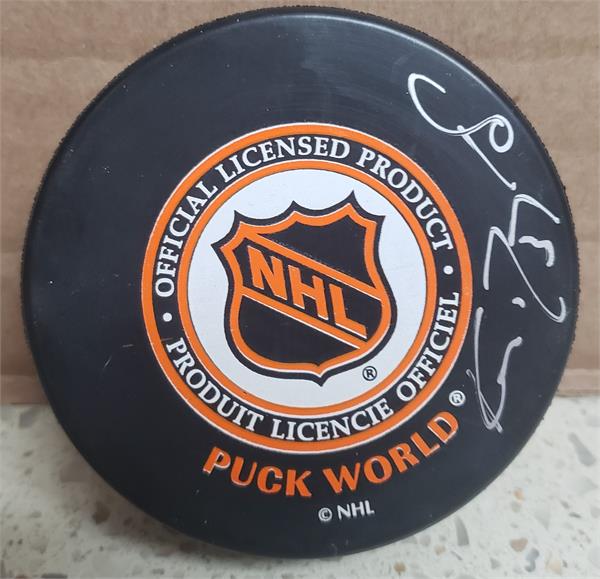 OFFICIAL LICENSED PRODUCT
NHL
®
• PRODUIT LICENCIE OFFICIEL •
PUCK WORLD®
© NHL